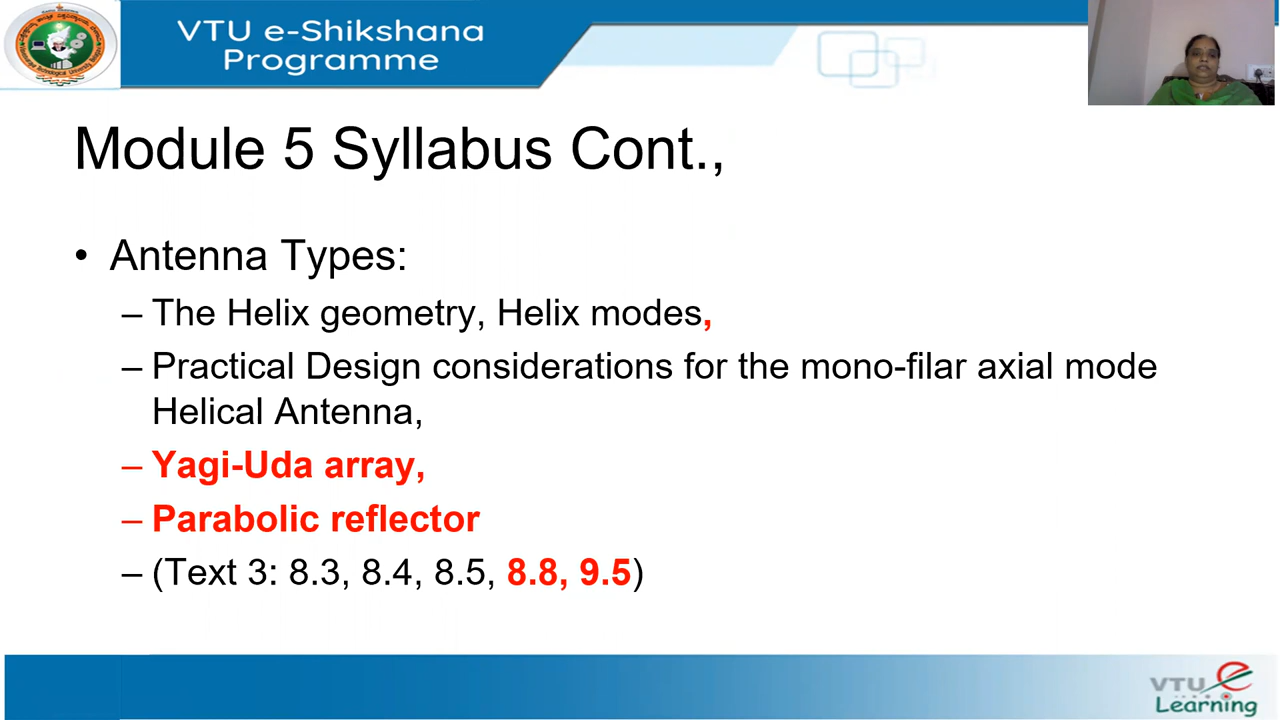 VTU e-Shikshana
Programme
Module 5 Syllabus Cont.,
• Antenna Types:
– The Helix geometry, Helix modes,
– Practical Design considerations for the mono-filar axial mode
Helical Antenna,
– Yagi-Uda array,
– Parabolic reflector
– (Text 3: 8.3, 8.4, 8.5, 8.8, 9.5)
VTU e
Learning